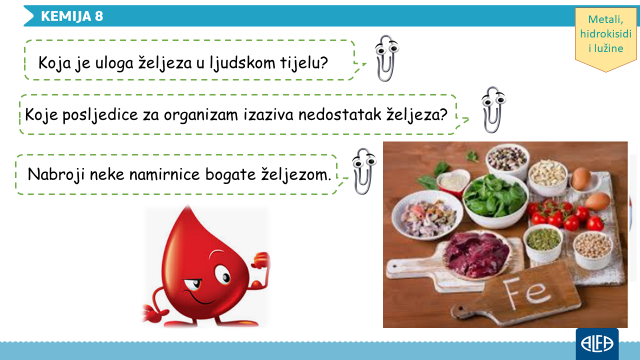 KEMIJA 8
Metali,
hidroksidi
i lužine
Koja je uloga željeza u ljudskom tijelu?
Koje posljedice za organizam izaziva nedostatak željeza?
Nabroji neke namirnice bogate željezom.
Fe
ALFA